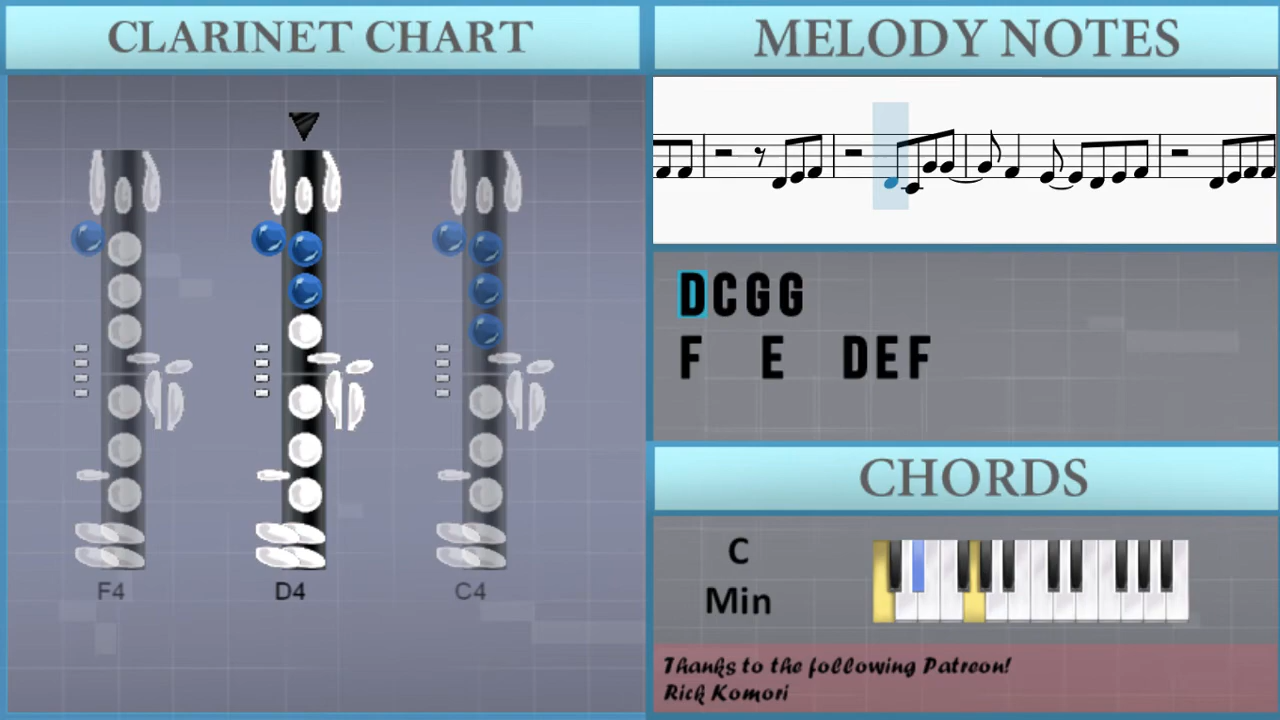 CLARINET CHART
F4
D4
C4
MELODY NOTES
DCGG
F E DEF
CHORDS
C
Min
Thanks to the following Patreon!
Rick Komori